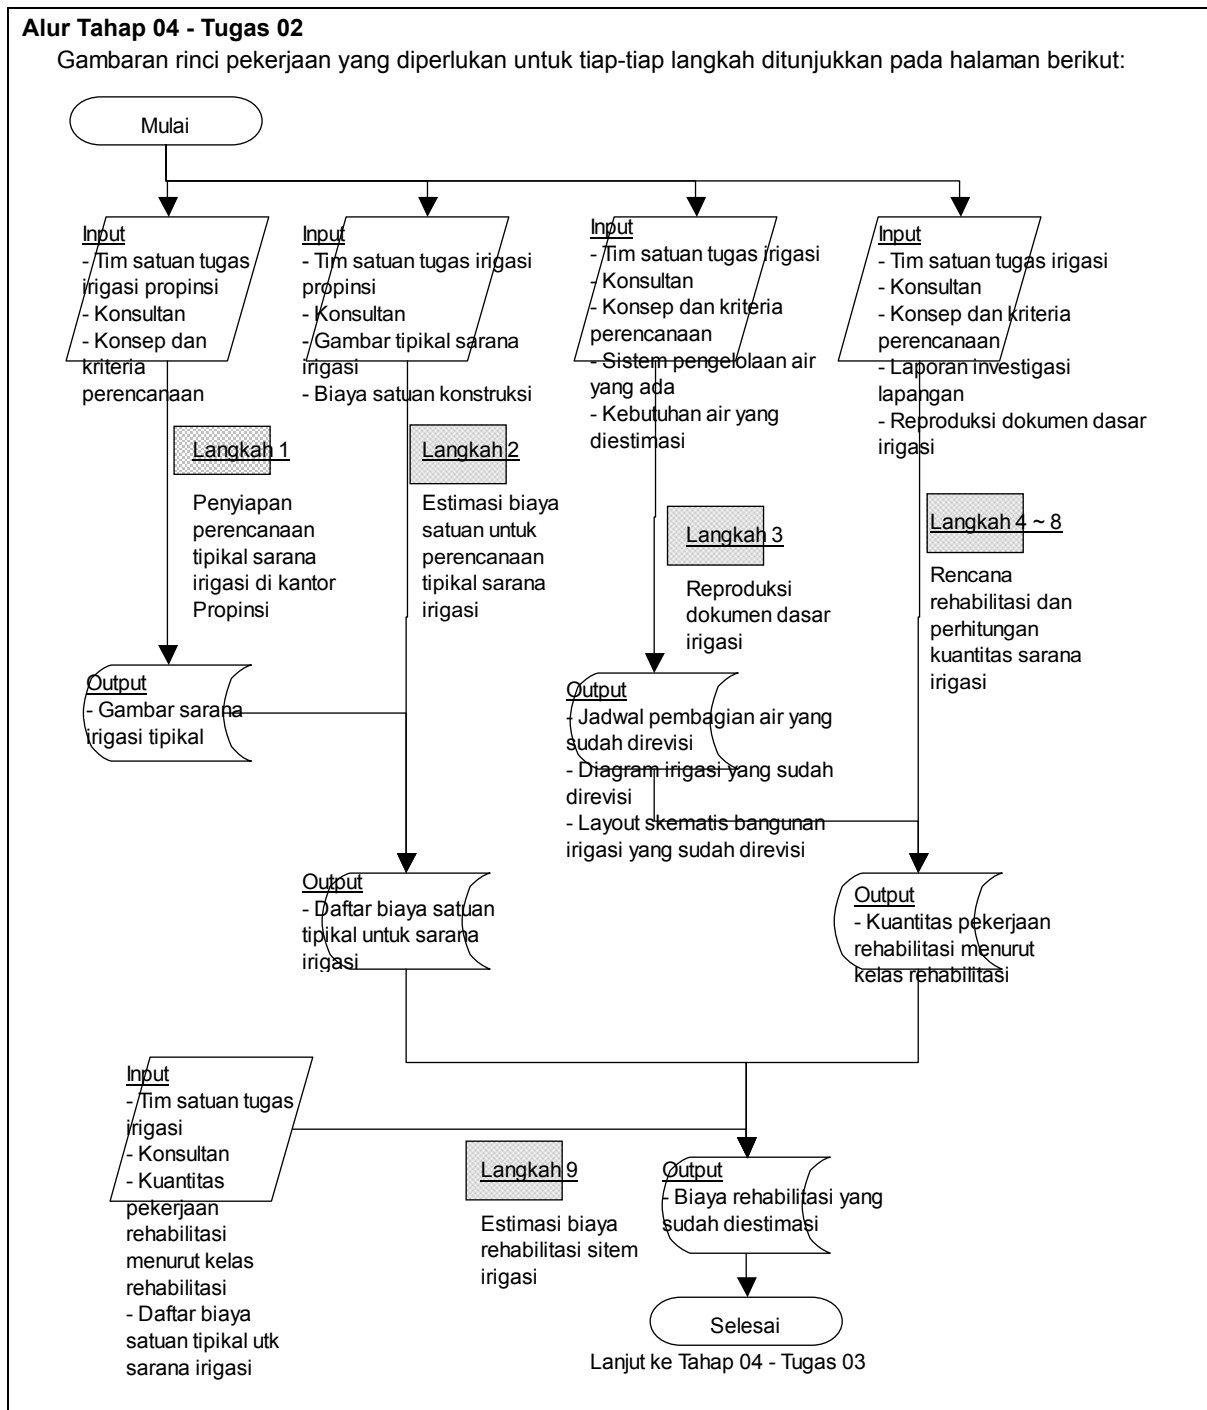 Alur Tahap 04 - Tugas 02
Gambaran rinci pekerjaan yang diperlukan untuk tiap-tiap langkah ditunjukkan pada halaman berikut:
Mulai
Input
- Tim satuan tugas
irigasi propinsi
- Konsultan
- Konsep dan
kriteria
perencanaan
Input
- Tim satuan tugas irigasi
propinsi
- Konsultan
- Gambar tipikal sarana
irigasi
- Biaya satuan konstruksi
Input
- Tim satuan tugas irigasi
- Konsultan
- Konsep dan kriteria
perencanaan
- Sistem pengelolaan air
yang ada
- Kebutuhan air yang
diestimasi
Input
- Tim satuan tugas irigasi
- Konsultan
- Konsep dan kriteria
perencanaan
- Laporan investigasi
lapangan
- Reproduksi dokumen dasar
irigasi
Langkah 1
Penyiapan
perencanaan
tipikal sarana
irigasi di kantor
Propinsi
Langkah 2
Estimasi biaya
satuan untuk
perencanaan
tipikal sarana
irigasi
Langkah 3
Reproduksi
dokumen dasar
irigasi
Langkah 4 ~ 8
Rencana
rehabilitasi dan
perhitungan
kuantitas sarana
irigasi
Output
- Gambar sarana
irigasi tipikal
Output
- Jadwal pembagian air yang
sudah direvisi
- Diagram irigasi yang sudah
direvisi
- Layout skematis bangunan
irigasi yang sudah direvisi
Output
- Daftar biaya satuan
tipikal untuk sarana
irigasi
Output
- Kuantitas pekerjaan
rehabilitasi menurut
kelas rehabilitasi
Input
- Tim satuan tugas
irigasi
- Konsultan
- Kuantitas
pekerjaan
rehabilitasi
menurut kelas
rehabilitasi
- Daftar biaya
satuan tipikal utk
sarana irigasi
Langkah 9
Estimasi biaya
rehabilitasi sitem
irigasi
Output
- Biaya rehabilitasi yang
sudah diestimasi
Selesai
Lanjut ke Tahap 04 - Tugas 03